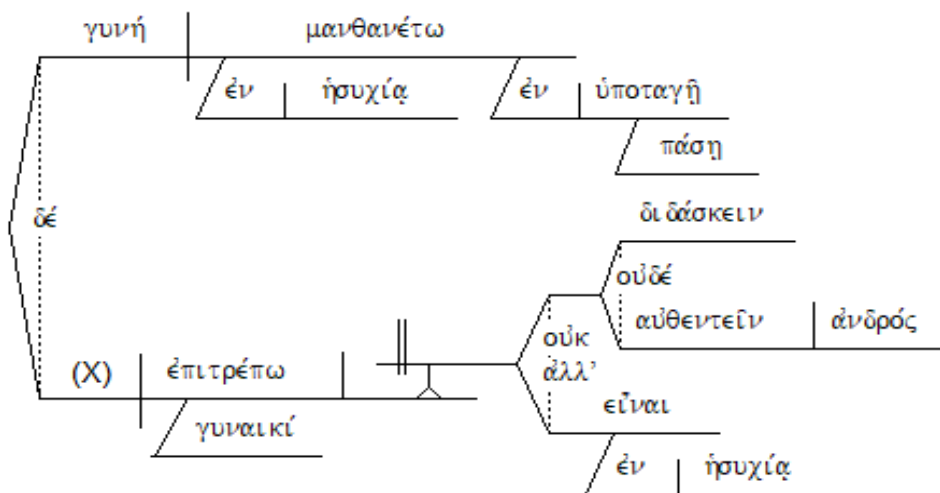 γυνή μανθανέτω
ἐν ἡσυχίᾳ ἐν ὑποταγῇ
πάσῃ
διδάσκειν
δέ
οὐδέ
αὐθεντεῖν ἀνδρός
οὐκ
(X) ἐπιτρέπω
ἀλλ’
εἶναι
γυναικί
ἐν ἡσυχίᾳ